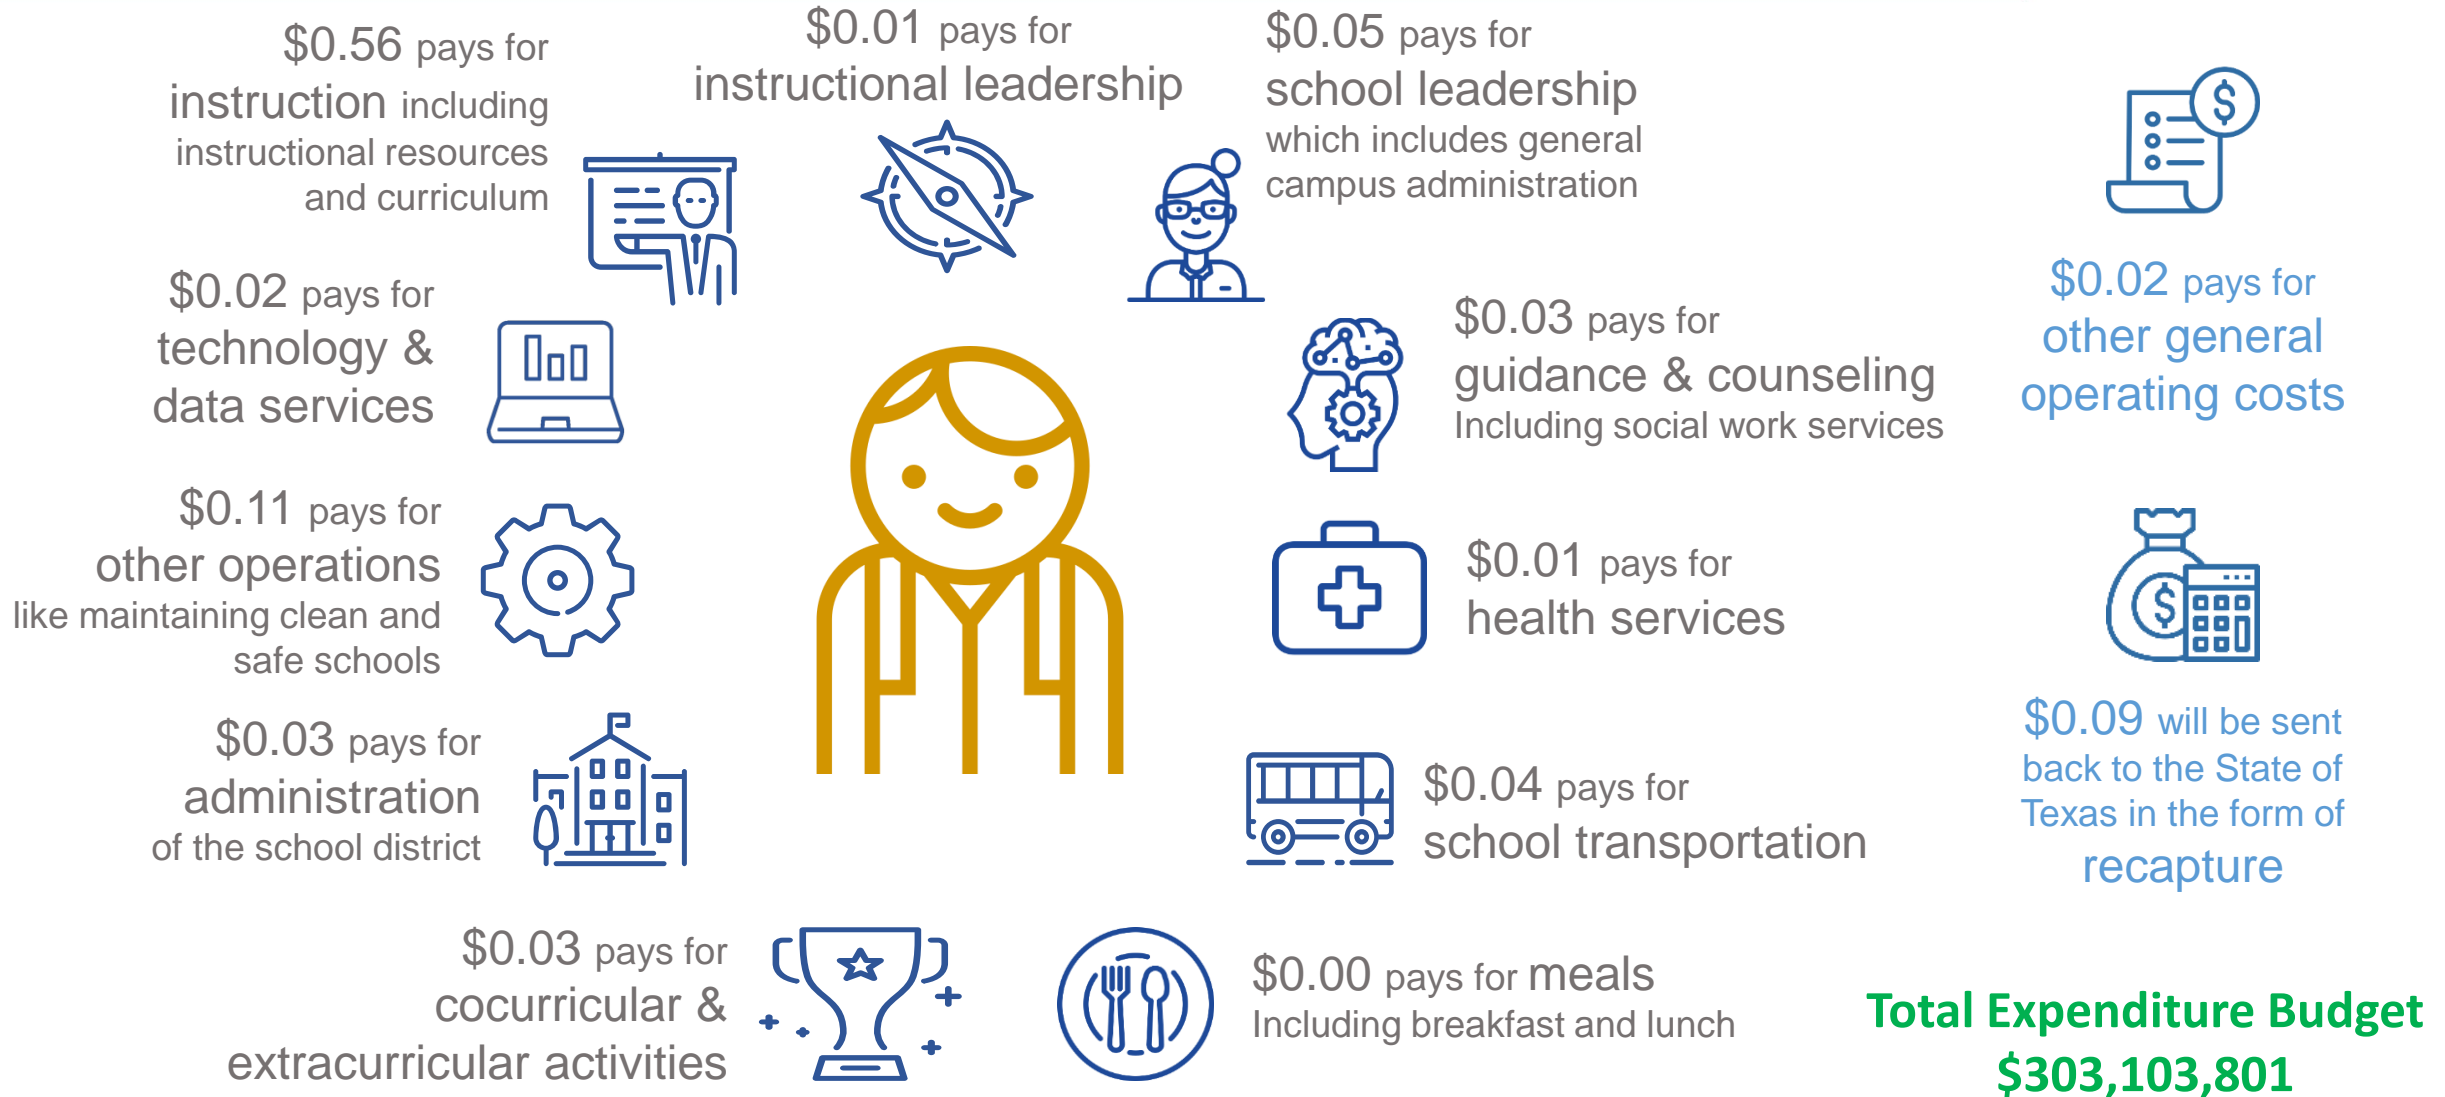 $0.56 pays for
instruction including
instructional resources
and curriculum
$0.01 pays for
instructional leadership
$0.05 pays for
school leadership
which includes general
campus administration
$0.02 pays for
technology &
data services
$0.03 pays for
guidance & counseling
Including social work services
$0.02 pays for
other general
operating costs
$0.11 pays for
other operations
like maintaining clean and
safe schools
$0.01 pays for
health services
$0.03 pays for
administration
of the school district
$0.04 pays for
school transportation
$0.09 will be sent
back to the State of
Texas in the form of
recapture
$0.03 pays for
cocurricular &
extracurricular activities
$0.00 pays for meals
Including breakfast and lunch
Total Expenditure Budget
$303,103,801